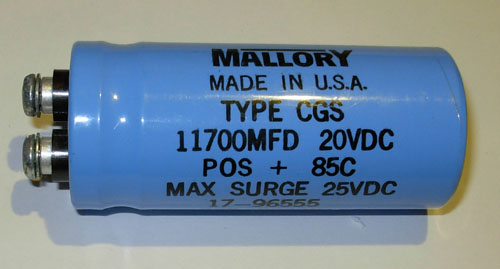 MALLORY
MADE IN U.S.A.
TYPE CGS
11700MFD 20VDC
POS + 85C
MAX SURGE 25VDC
17-96555